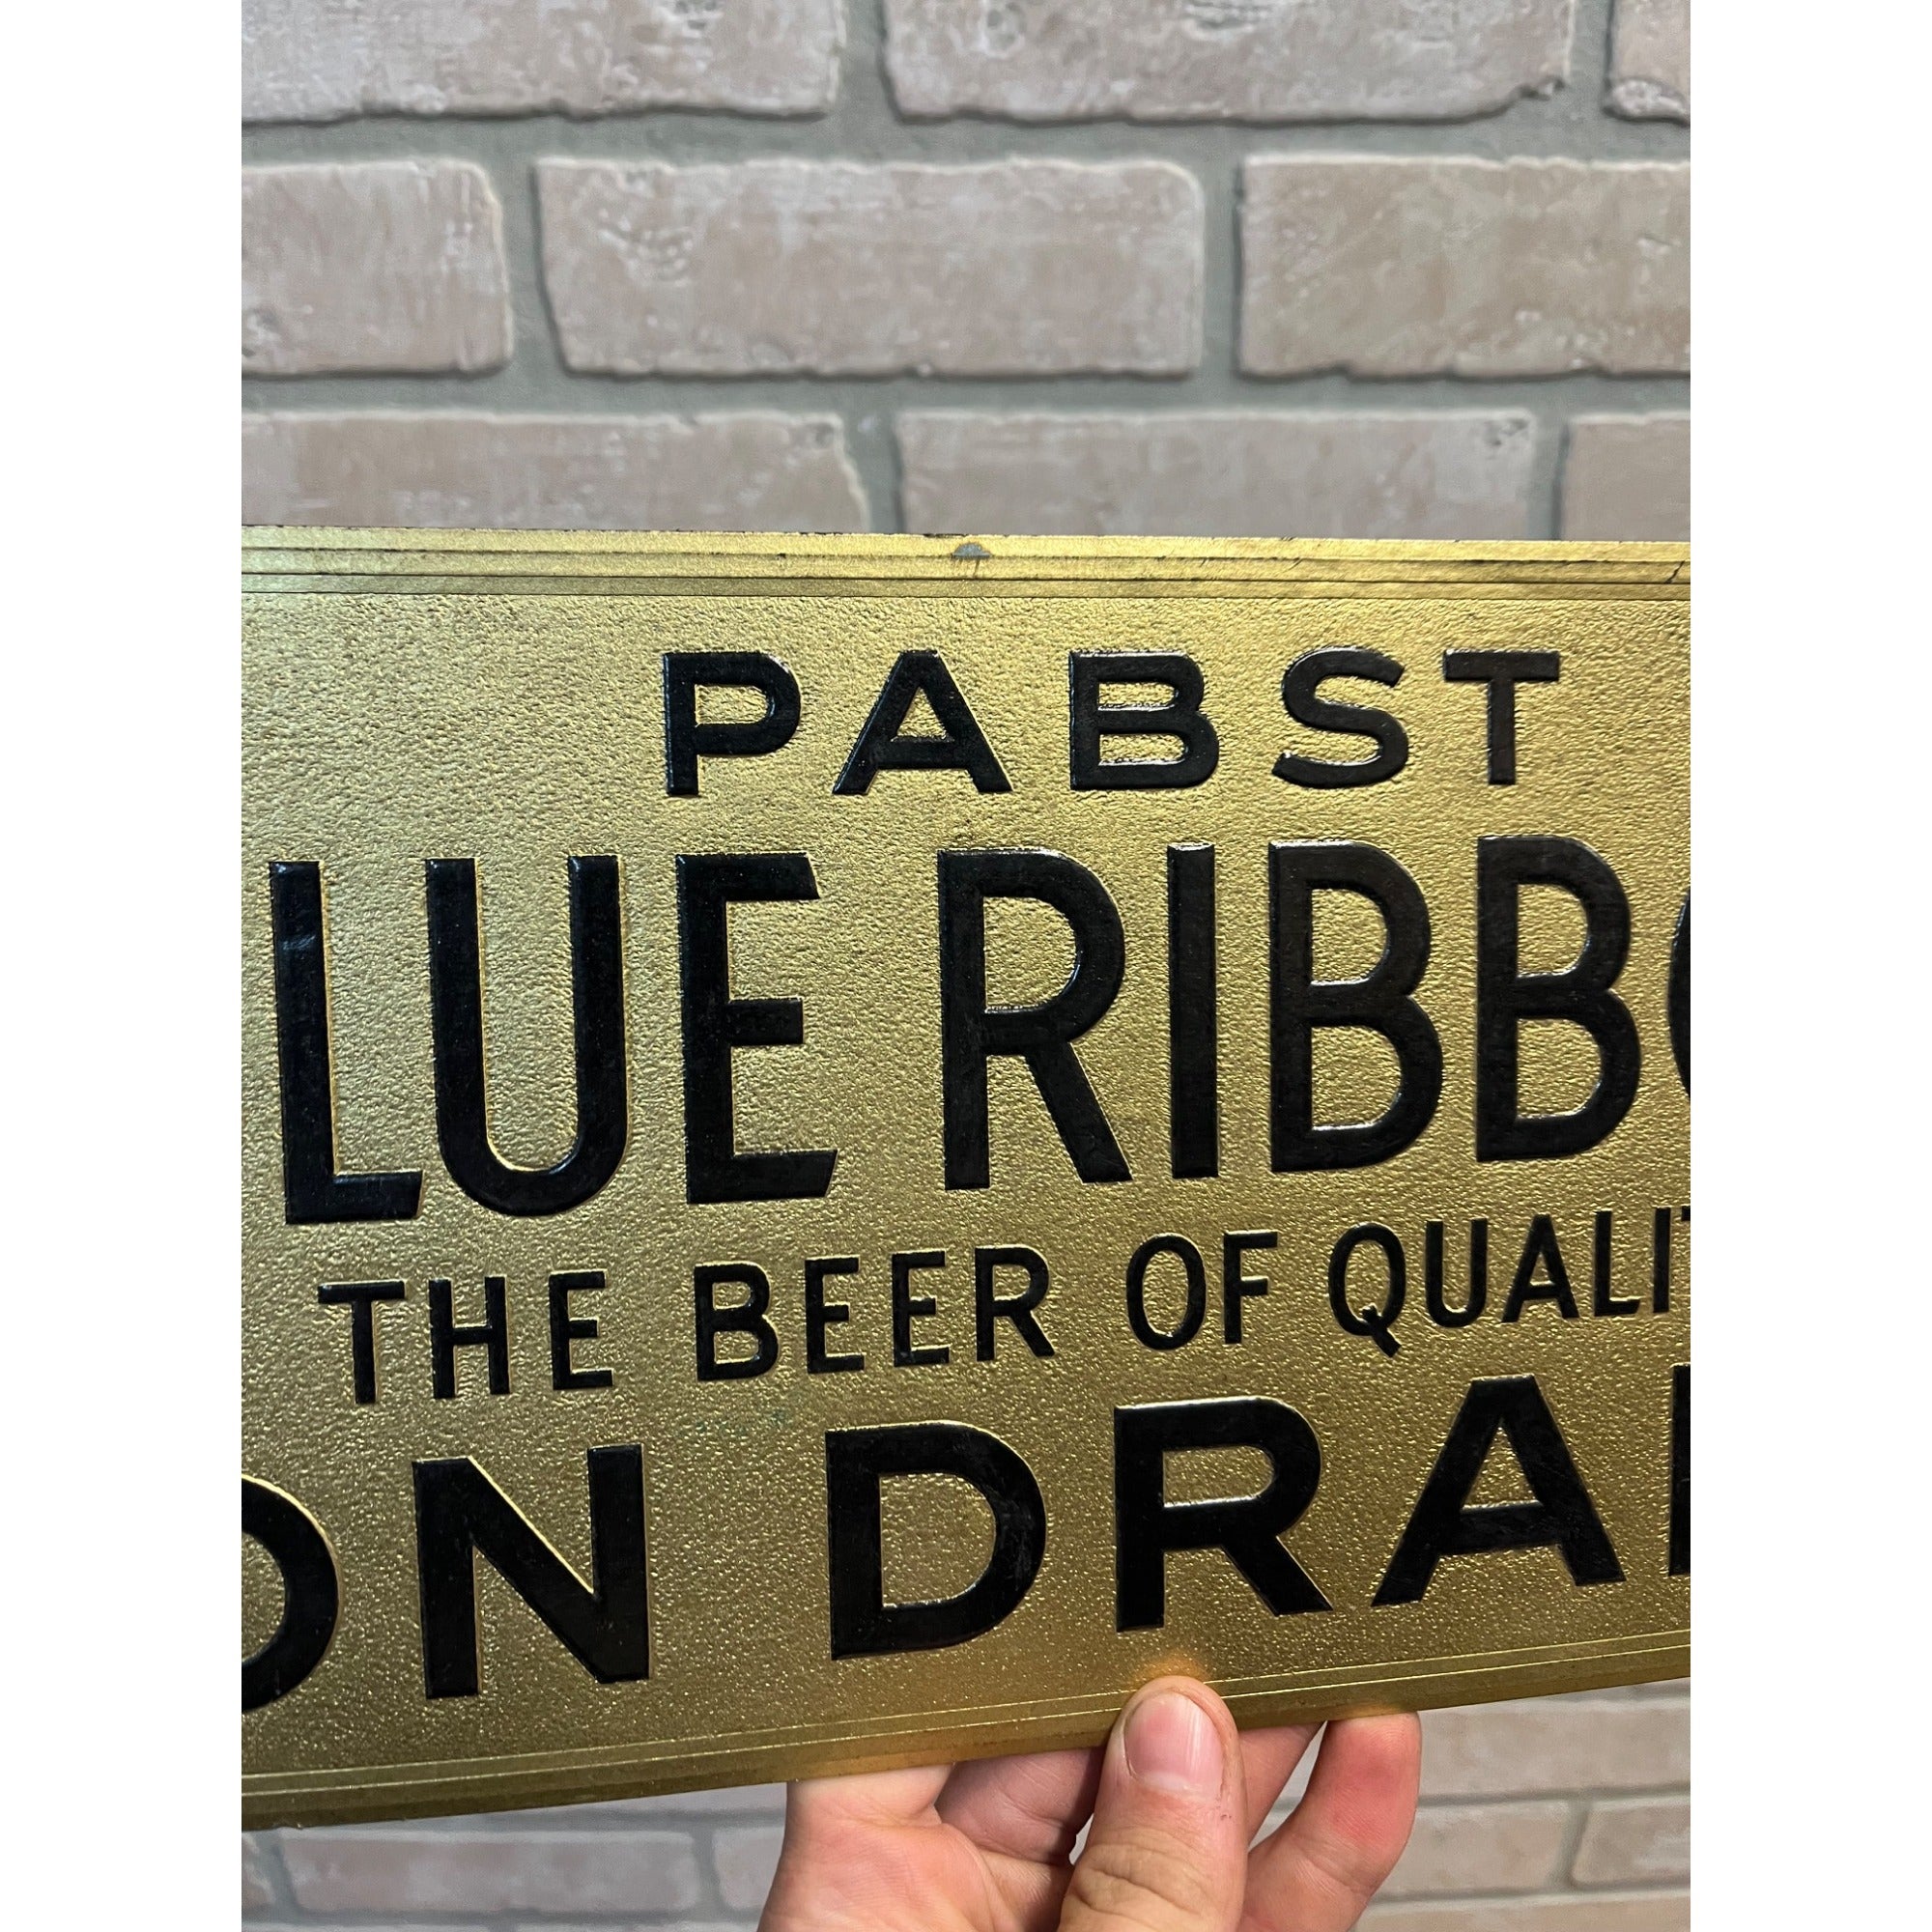 PABST
LUE RIBBO
THE BEER OF QUALIT
ON DRA